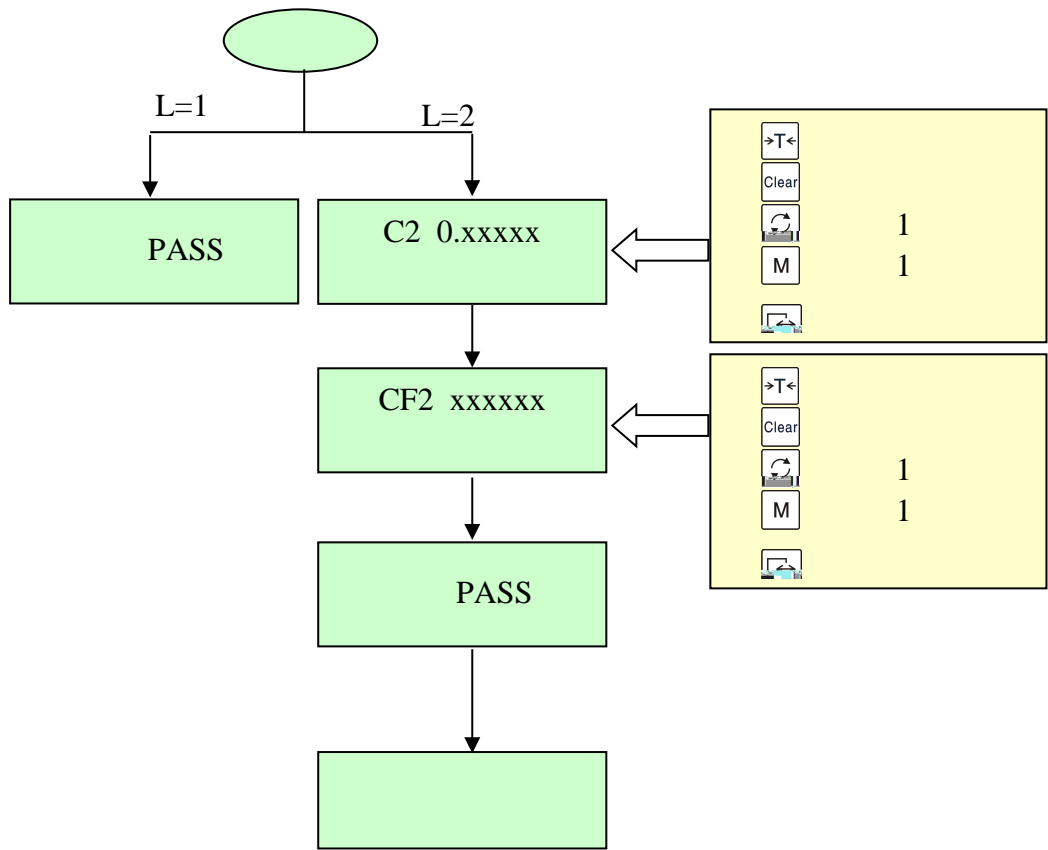 L=1
L=2
PASS
C2 0.xxxxx
→T←
Clear
1
M
1
CF2 xxxxxx
→T←
Clear
1
M
1
PASS